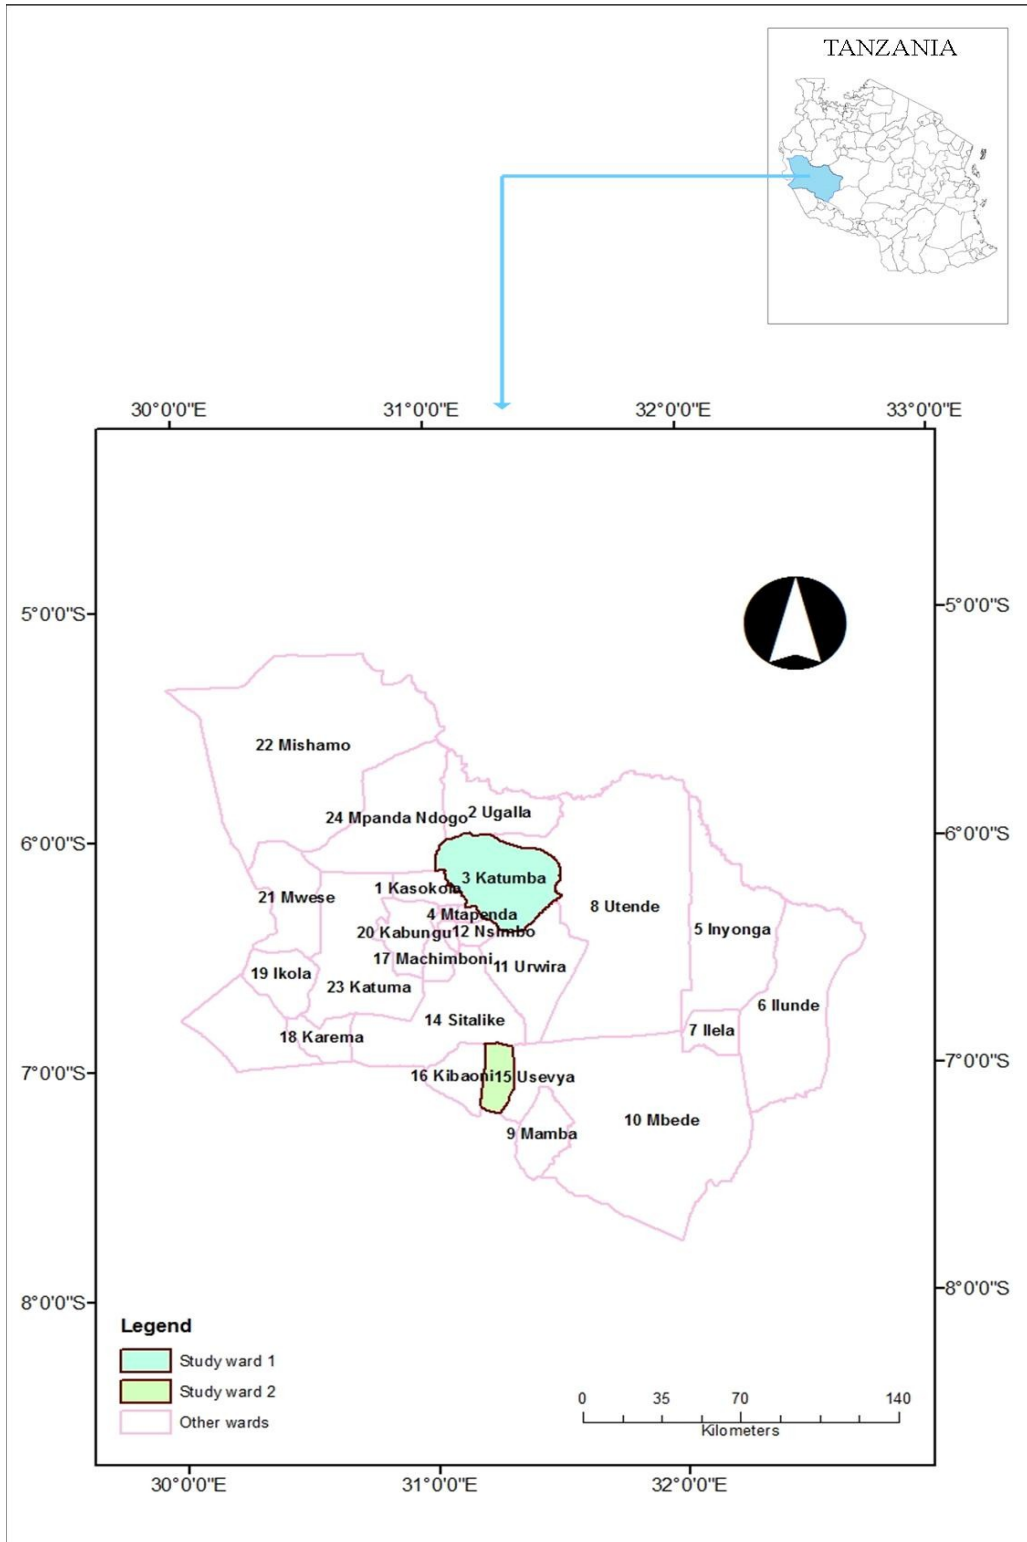 TANZANIA
30°0'0"E 31°0'0"E 32°0'0"E 33°0'0"E
5°0'0"S 5°0'0"S
22 Mishamo
24 Mpanda Ndogo 2 Ugalla
6°0'0"S 6°0'0"S
3 Katumba
1 Kasokola
21 Mwese
8 Utende
4 Mtapenda
20 Kabungu 12 Nsimbo
5 Inyonga
17 Machimboni 11 Urwira
19 Ikola
23 Katuma
6 Ilunde
14 Sitalike
7 Ilela
18 Karema
7°0'0"S 7°0'0"S
16 Kibaoni 15 Usevya
10 Mbede
9 Mamba
8°0'0"S 8°0'0"S
Legend
Study ward 1
Study ward 2
Other wards
0 35 70 140
Kilometers
30°0'0"E 31°0'0"E 32°0'0"E